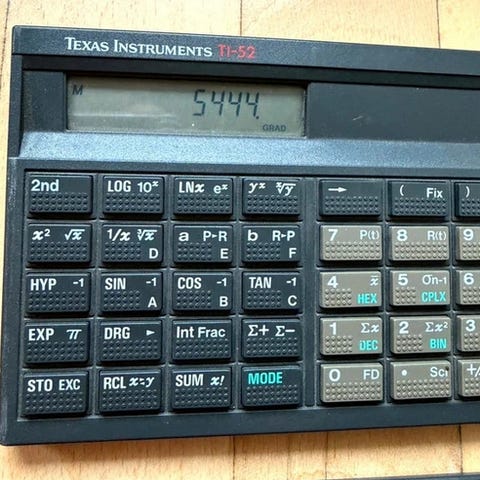 TEXAS INSTRUMENTS TI-52
M
5444.
GRAD
2nd LOG 10ˣ LNx eˣ yˣ ˣ√y → ( Fix )
x² √x 1/x ³√x D a P▸R E b R▸P F 7 P(t) 8 R(t) 9
HYP -1 SIN -1 A COS -1 B TAN -1 C 4 x̅ HEX 5 σn-1 CPLX 6
EXP π DRG ► Int Frac Σ+ Σ− 1 Σx DEC 2 Σx² BIN 3
STO EXC RCL x:y SUM x! MODE 0 FD • Sci +/